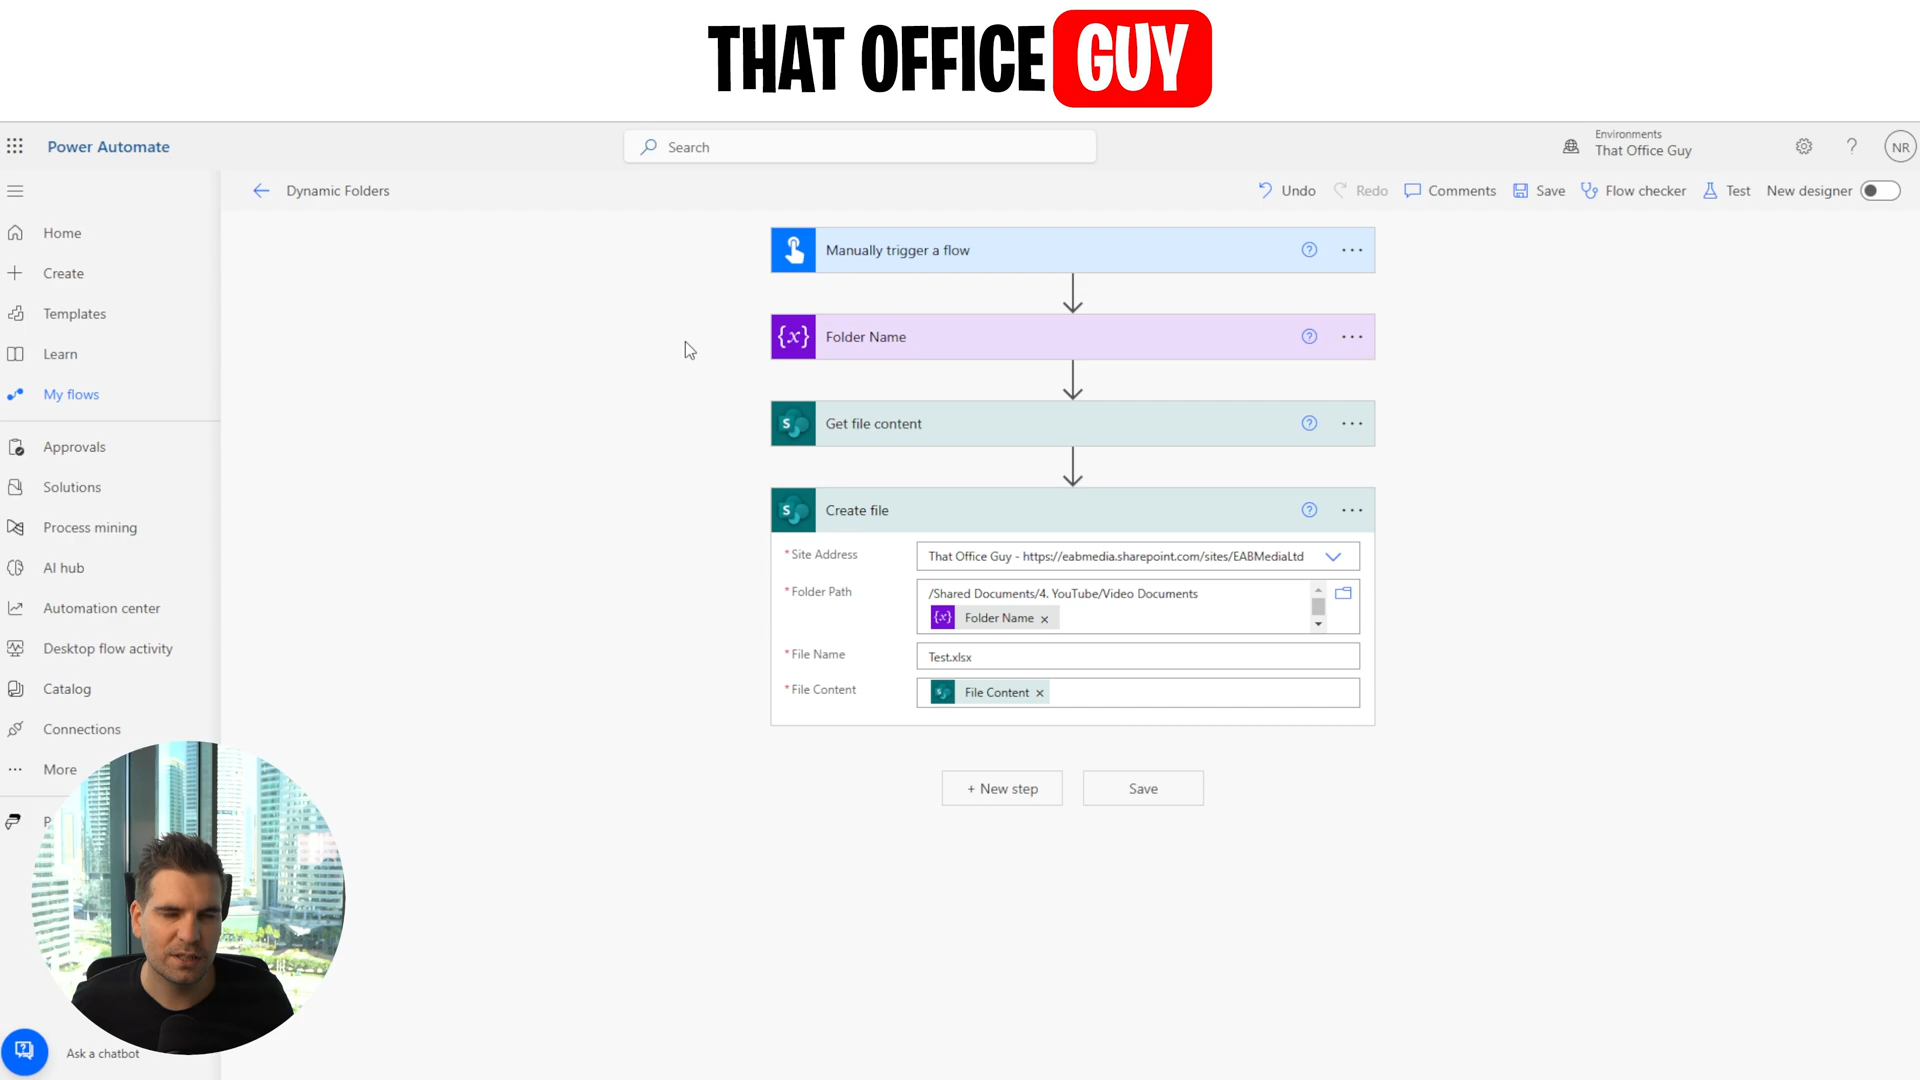 THAT OFFICE GUY
Power Automate
Search
Environments
That Office Guy
NR
Dynamic Folders
Undo
Redo
Comments
Save
Flow checker
Test
New designer
Home
Create
Templates
Learn
My flows
Approvals
Solutions
Process mining
AI hub
Automation center
Desktop flow activity
Catalog
Connections
More
P
Ask a chatbot
Manually trigger a flow
{x} Folder Name
S Get file content
S Create file
* Site Address
That Office Guy - https://eabmedia.sharepoint.com/sites/EABMediaLtd
* Folder Path
/Shared Documents/4. YouTube/Video Documents
{x} Folder Name ×
* File Name
Test.xlsx
* File Content
S File Content ×
+ New step
Save